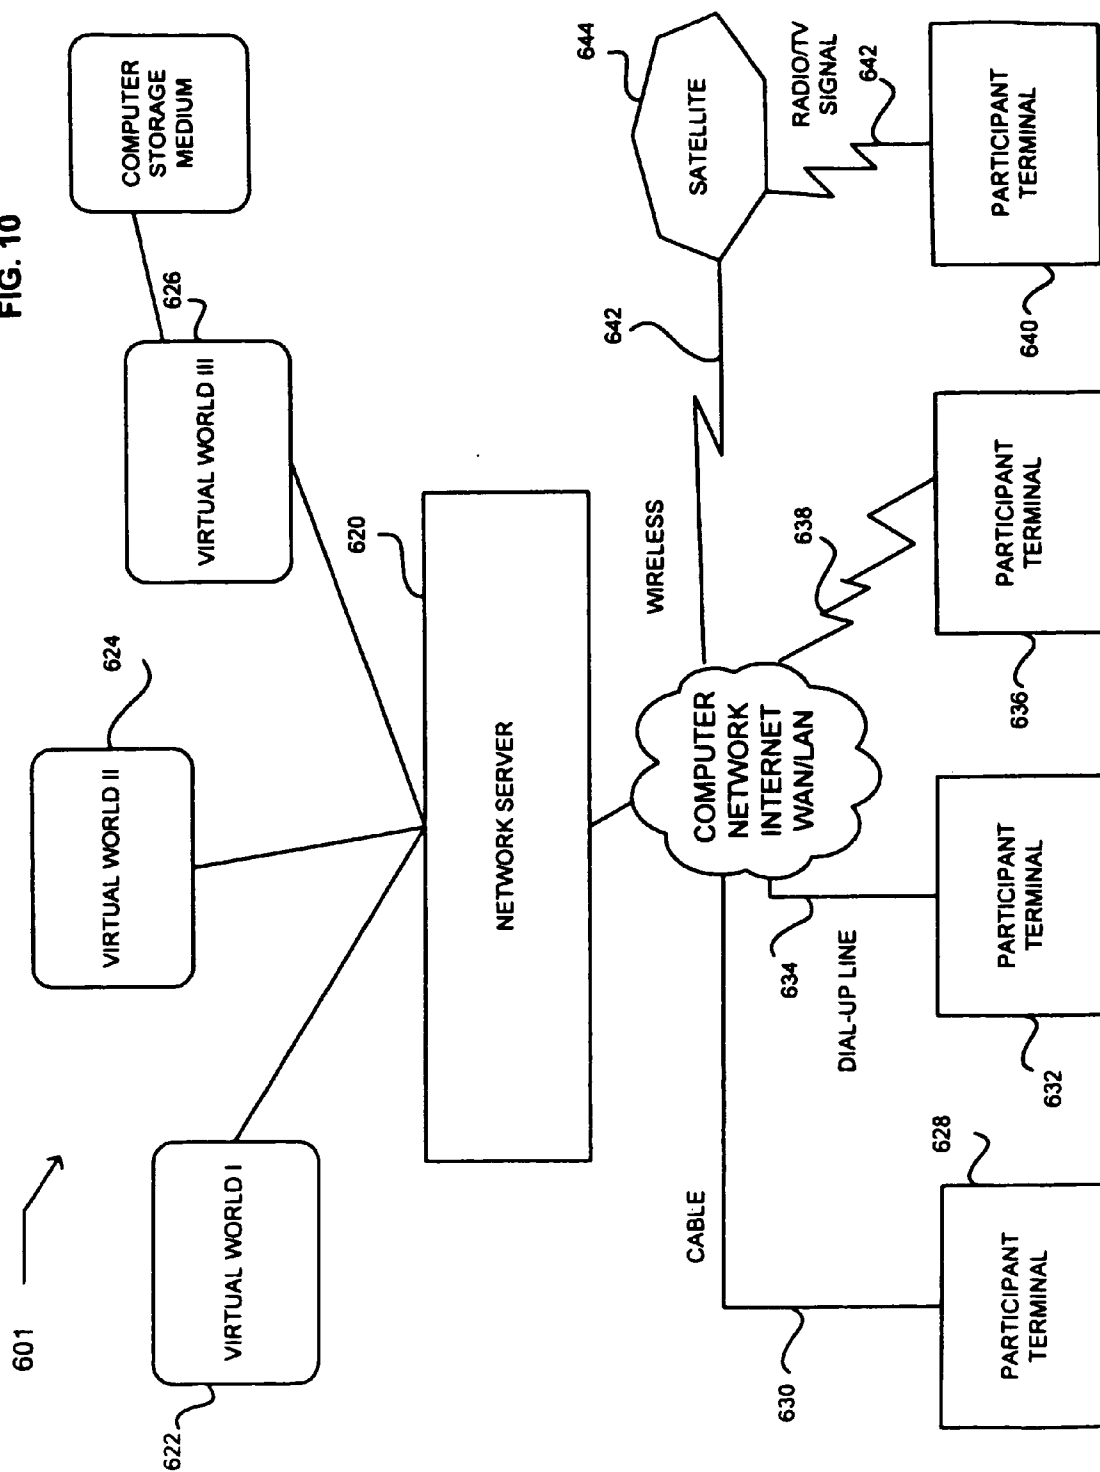 FIG. 10
601
622
VIRTUAL WORLD I
624
VIRTUAL WORLD II
626
VIRTUAL WORLD III
COMPUTER
STORAGE
MEDIUM
620
NETWORK SERVER
COMPUTER
NETWORK
INTERNET
WAN/LAN
CABLE
630
628
PARTICIPANT
TERMINAL
634
DIAL-UP LINE
632
PARTICIPANT
TERMINAL
WIRELESS
638
636
PARTICIPANT
TERMINAL
642
644
SATELLITE
RADIO/TV
SIGNAL
642
640
PARTICIPANT
TERMINAL